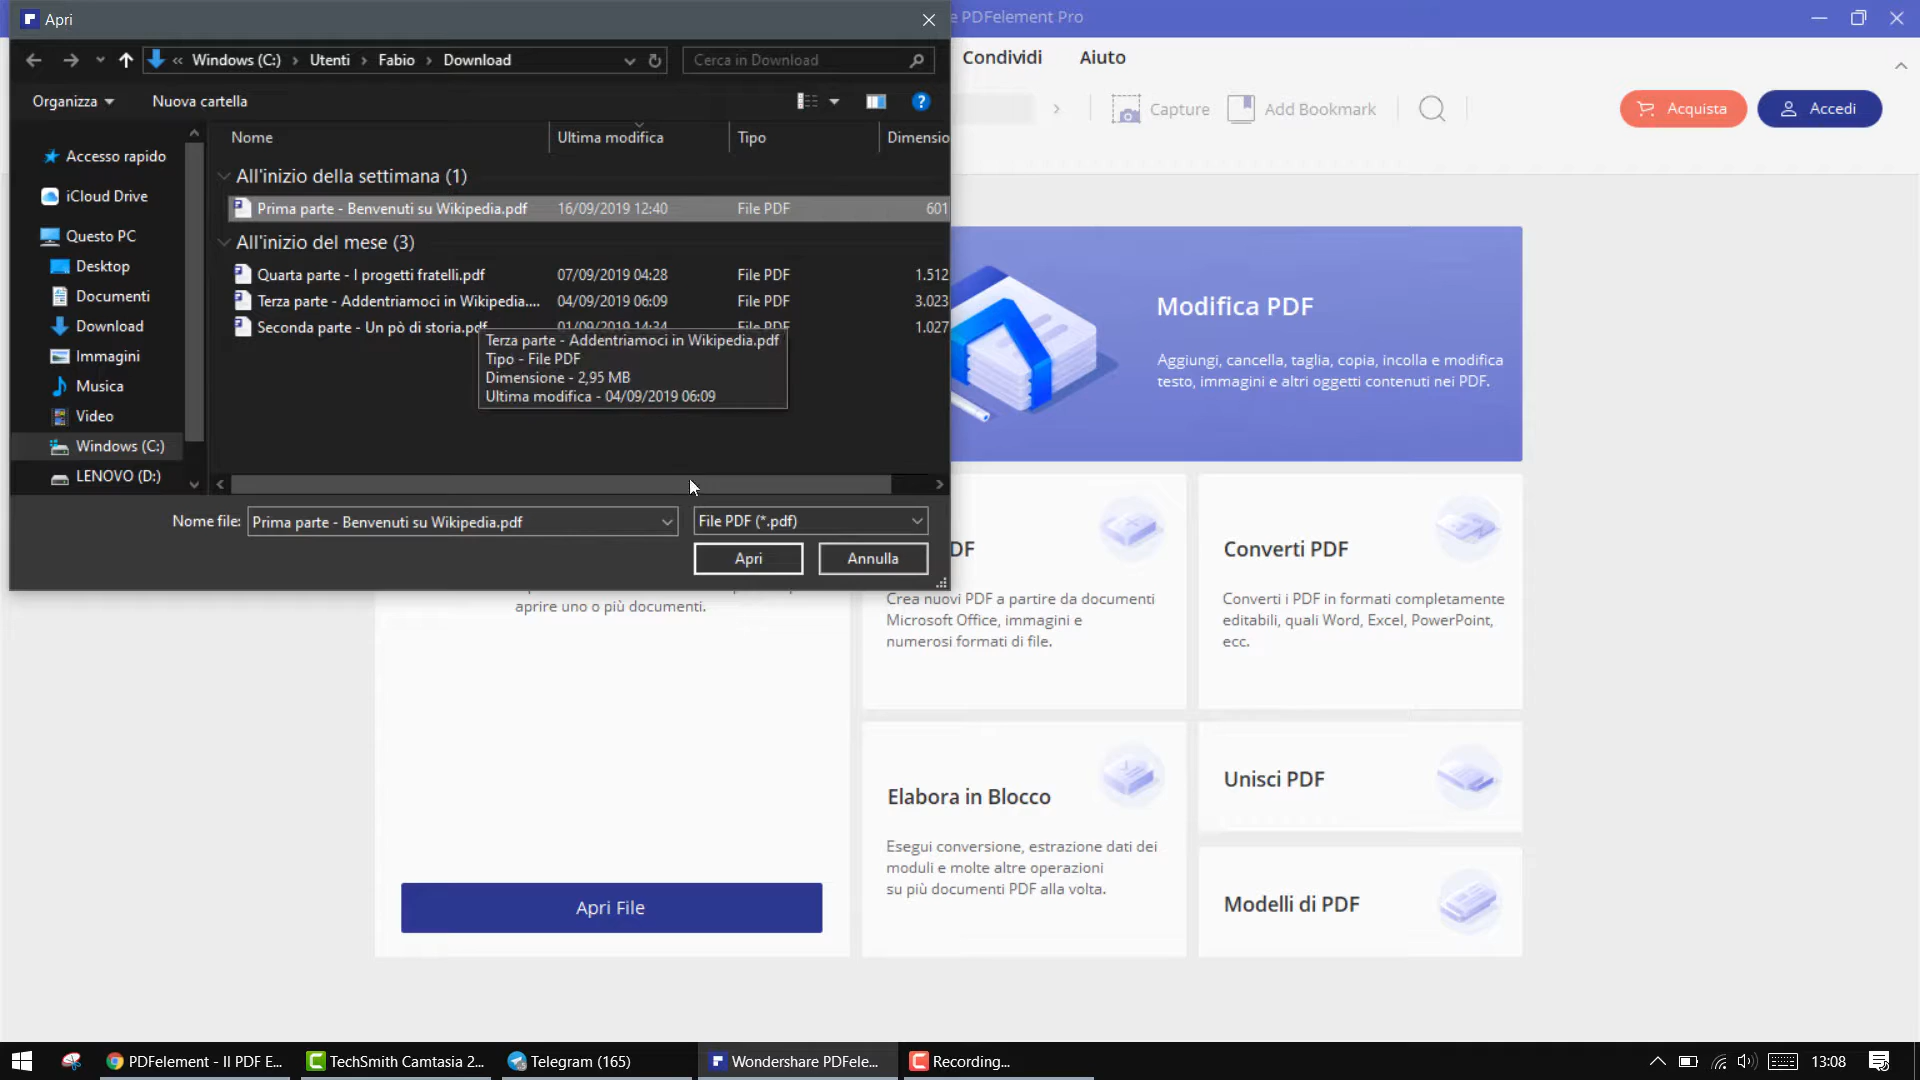 Apri
e PDFelement Pro
« Windows (C:) › Utenti › Fabio › Download
Cerca in Download
Condividi
Aiuto
Organizza
Nuova cartella
Capture
Add Bookmark
Acquista
Accedi
Nome
Ultima modifica
Tipo
Dimensio
Accesso rapido
iCloud Drive
Questo PC
Desktop
Documenti
Download
Immagini
Musica
Video
Windows (C:)
LENOVO (D:)
All'inizio della settimana (1)
Prima parte - Benvenuti su Wikipedia.pdf 16/09/2019 12:40 File PDF 601
All'inizio del mese (3)
Quarta parte - I progetti fratelli.pdf 07/09/2019 04:28 File PDF 1.512
Terza parte - Addentriamoci in Wikipedia.... 04/09/2019 06:09 File PDF 3.023
Seconda parte - Un pò di storia.pdf 01/09/2019 14:34 File PDF 1.027
Terza parte - Addentriamoci in Wikipedia.pdf
Tipo - File PDF
Dimensione - 2,95 MB
Ultima modifica - 04/09/2019 06:09
Nome file: Prima parte - Benvenuti su Wikipedia.pdf
File PDF (*.pdf)
Apri
Annulla
Modifica PDF
Aggiungi, cancella, taglia, copia, incolla e modifica
testo, immagini e altri oggetti contenuti nei PDF.
aprire uno o più documenti.
Apri File
DF
Crea nuovi PDF a partire da documenti
Microsoft Office, immagini e
numerosi formati di file.
Converti PDF
Converti i PDF in formati completamente
editabili, quali Word, Excel, PowerPoint,
ecc.
Elabora in Blocco
Esegui conversione, estrazione dati dei
moduli e molte altre operazioni
su più documenti PDF alla volta.
Unisci PDF
Modelli di PDF
PDFelement - Il PDF E...
TechSmith Camtasia 2...
Telegram (165)
Wondershare PDFele...
Recording...
13:08